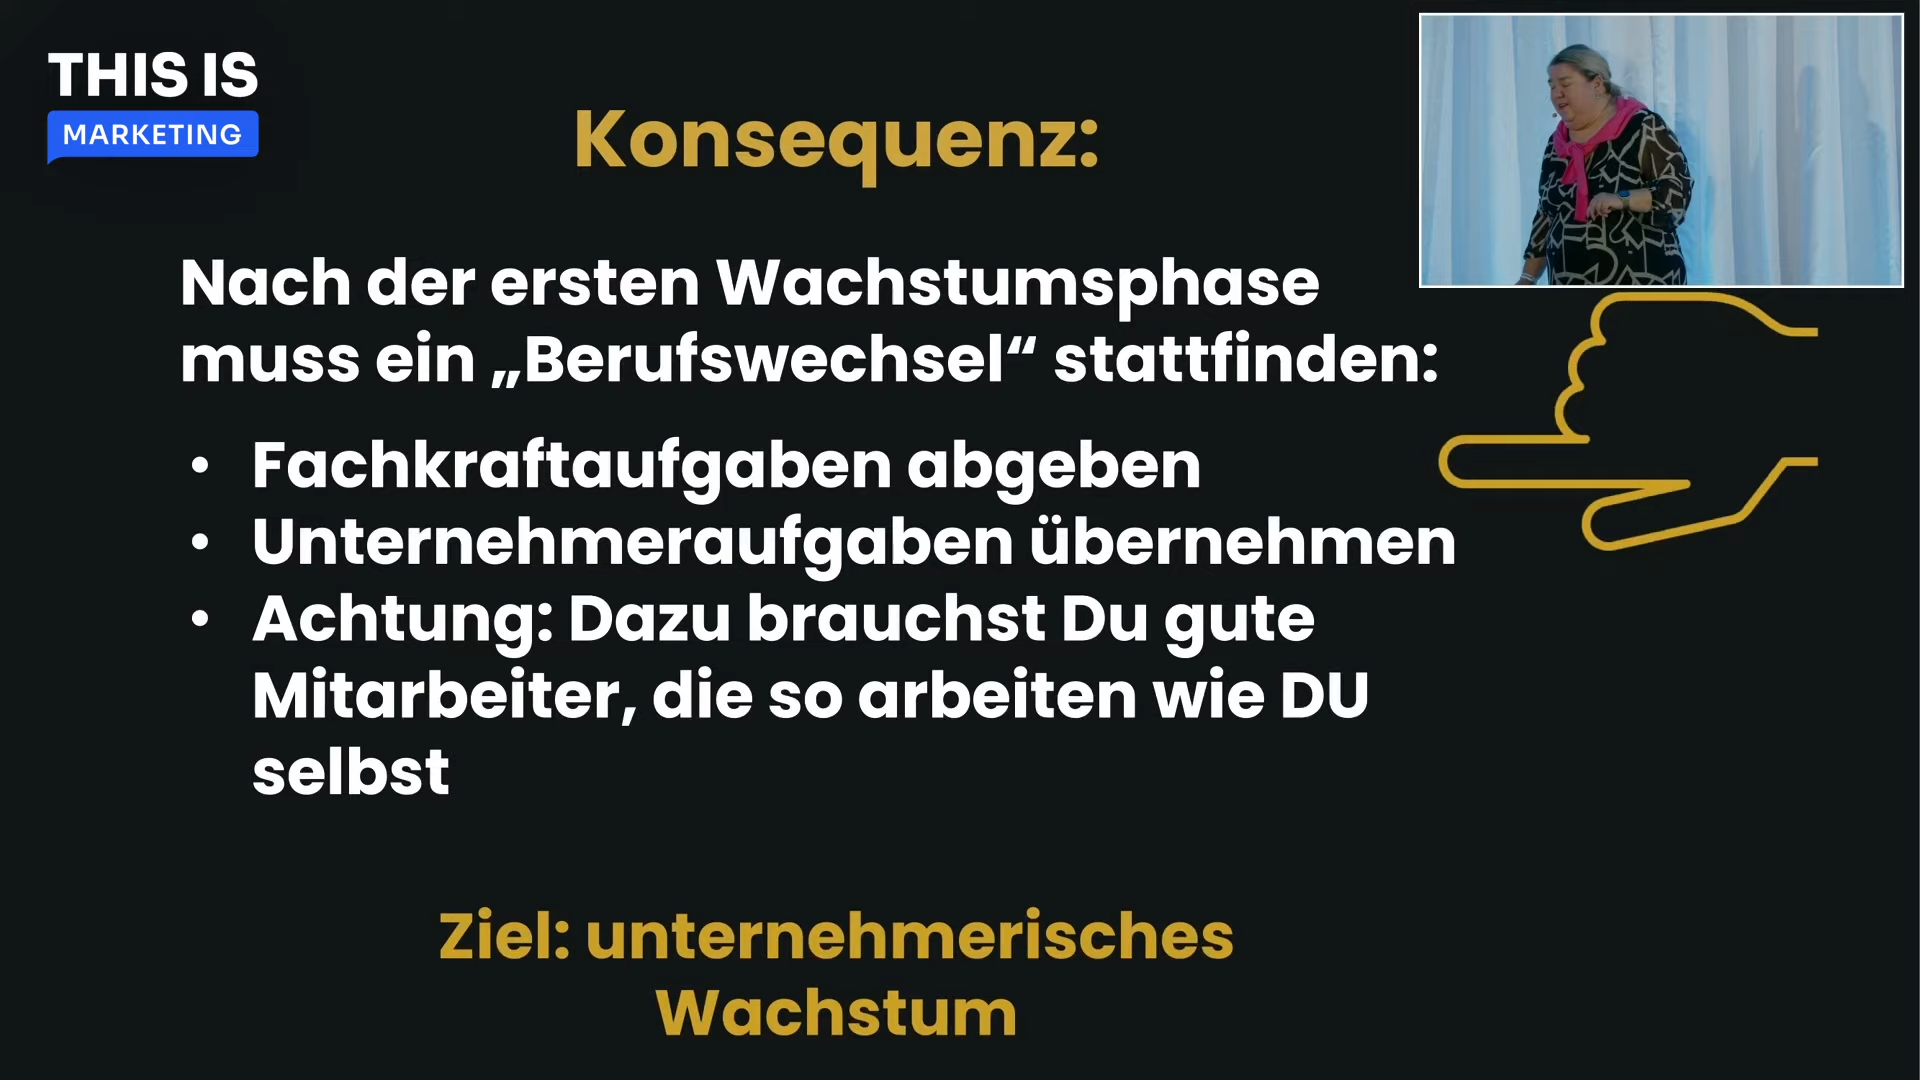 THIS IS
MARKETING
Konsequenz:
Nach der ersten Wachstumsphase
muss ein „Berufswechsel“ stattfinden:
• Fachkraftaufgaben abgeben
• Unternehmeraufgaben übernehmen
• Achtung: Dazu brauchst Du gute
Mitarbeiter, die so arbeiten wie DU
selbst
Ziel: unternehmerisches
Wachstum